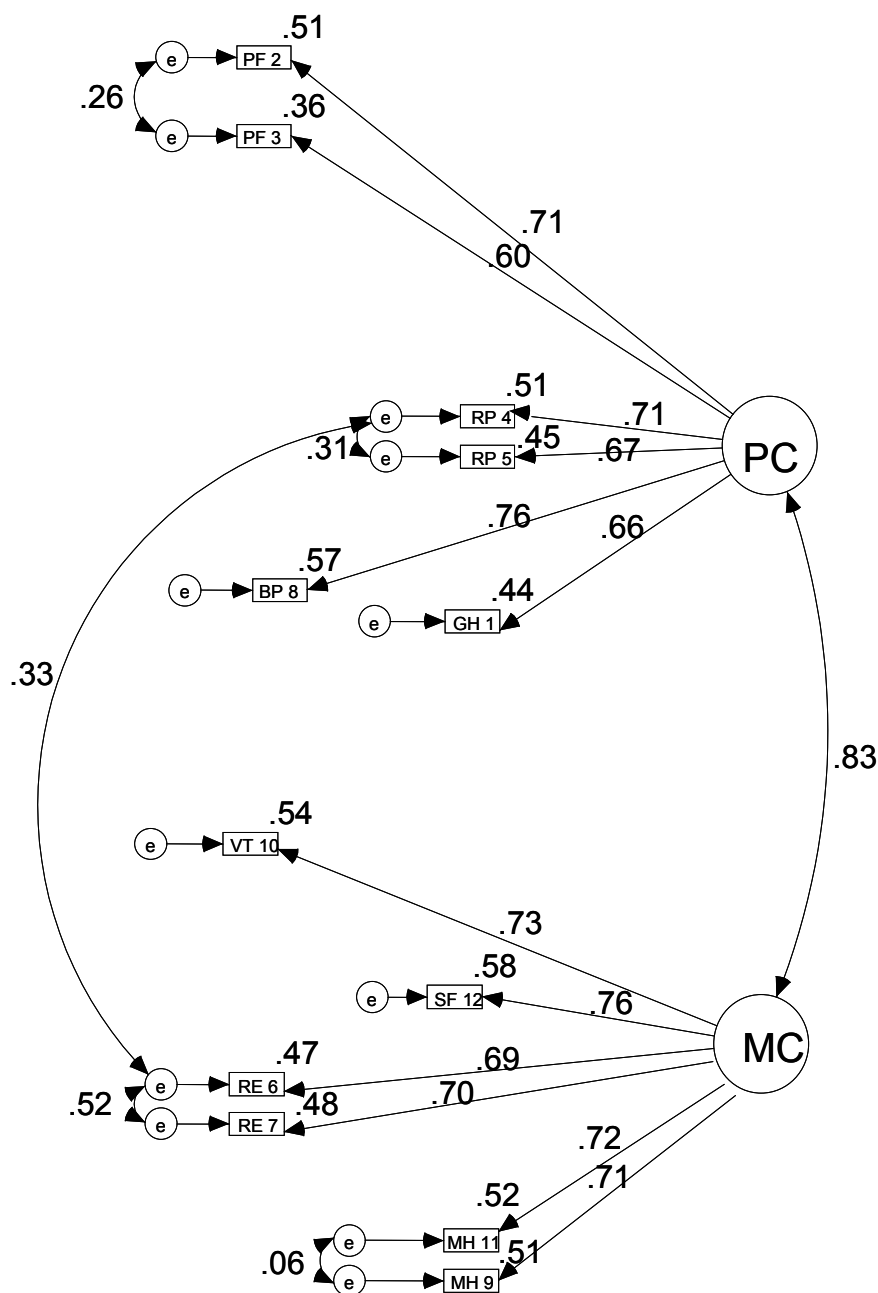 .51
e
PF 2
.26
.36
e
PF 3
.71
.60
.51
e
RP 4
.71
.31
.45
e
RP 5
.67
PC
.76
.66
.57
e
BP 8
.44
e
GH 1
.33
.83
.54
e
VT 10
.73
.58
e
SF 12
.76
MC
.47
e
RE 6
.69
.52
.48
e
RE 7
.70
.72
.71
.52
e
MH 11
.06
.51
e
MH 9